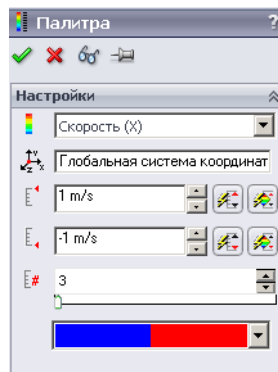 Палитра ?
Настройки
Скорость (X)
Глобальная система координат
1 m/s
-1 m/s
3